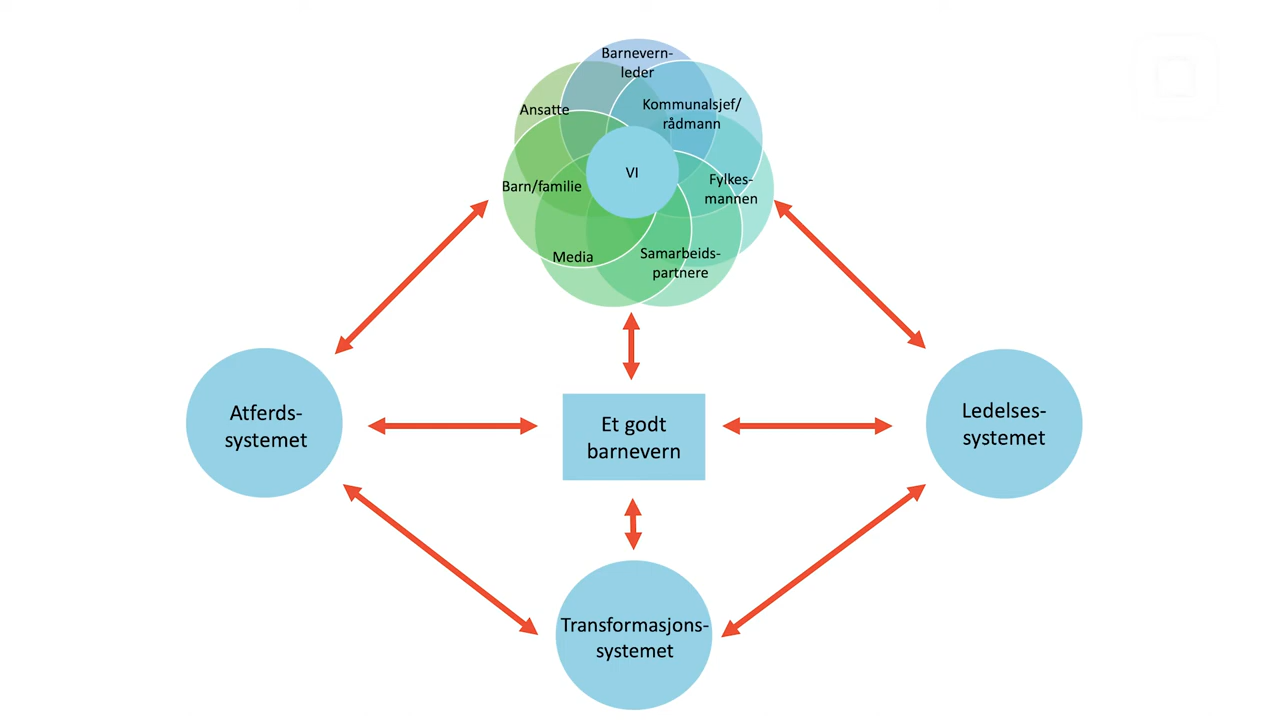 Barnevern-
leder
Ansatte
Kommunalsjef/
rådmann
VI
Barn/familie
Fylkes-
mannen
Media
Samarbeids-
partnere
Atferds-
systemet
Et godt
barnevern
Ledelses-
systemet
Transformasjons-
systemet